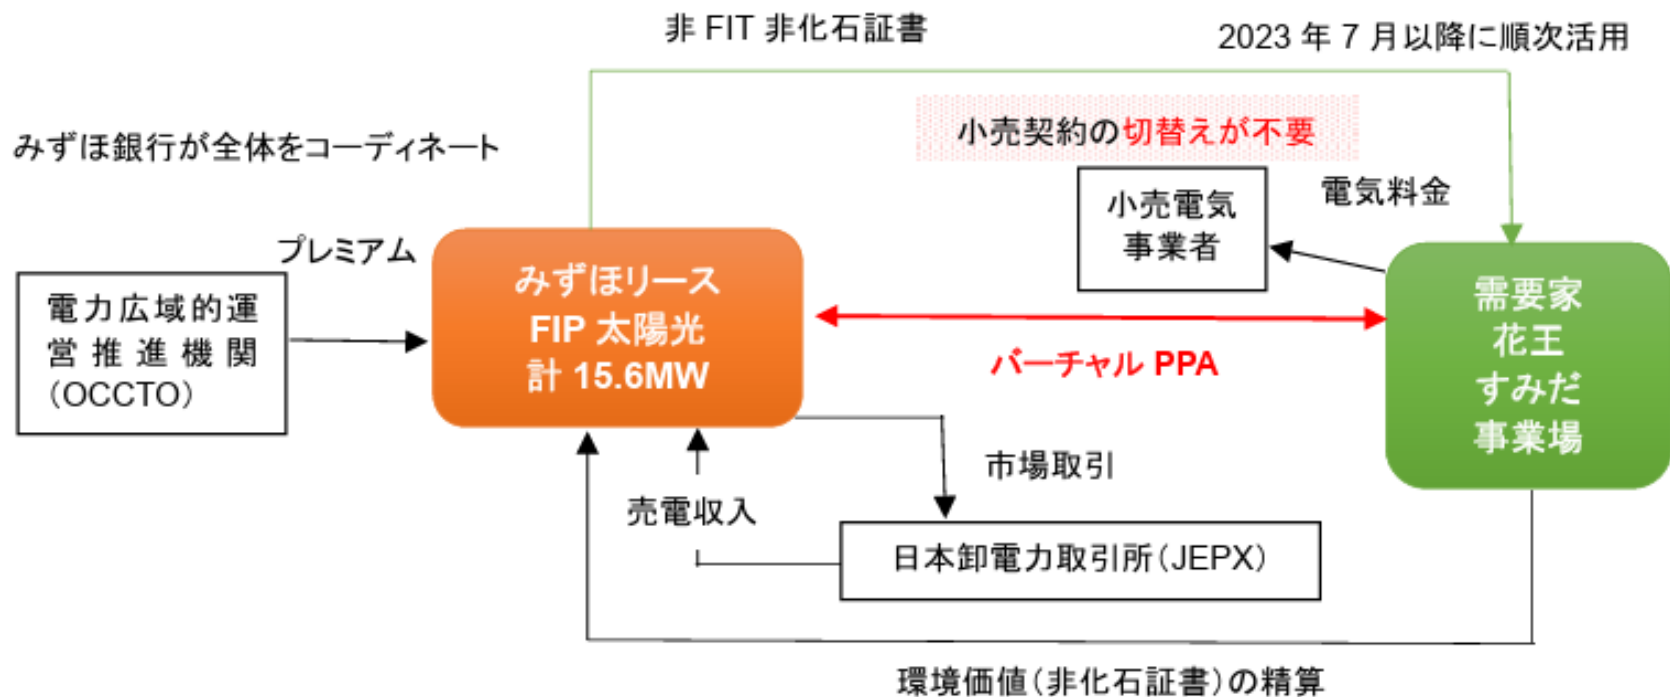 非 FIT 非化石証書
2023 年 7 月以降に順次活用
みずほ銀行が全体をコーディネート
小売契約の切替えが不要
小売電気
事業者
電気料金
プレミアム
電力広域的運
営推進機関
(OCCTO)
みずほリース
FIP 太陽光
計 15.6MW
バーチャル PPA
需要家
花王
すみだ
事業場
市場取引
売電収入
日本卸電力取引所(JEPX)
環境価値(非化石証書)の精算